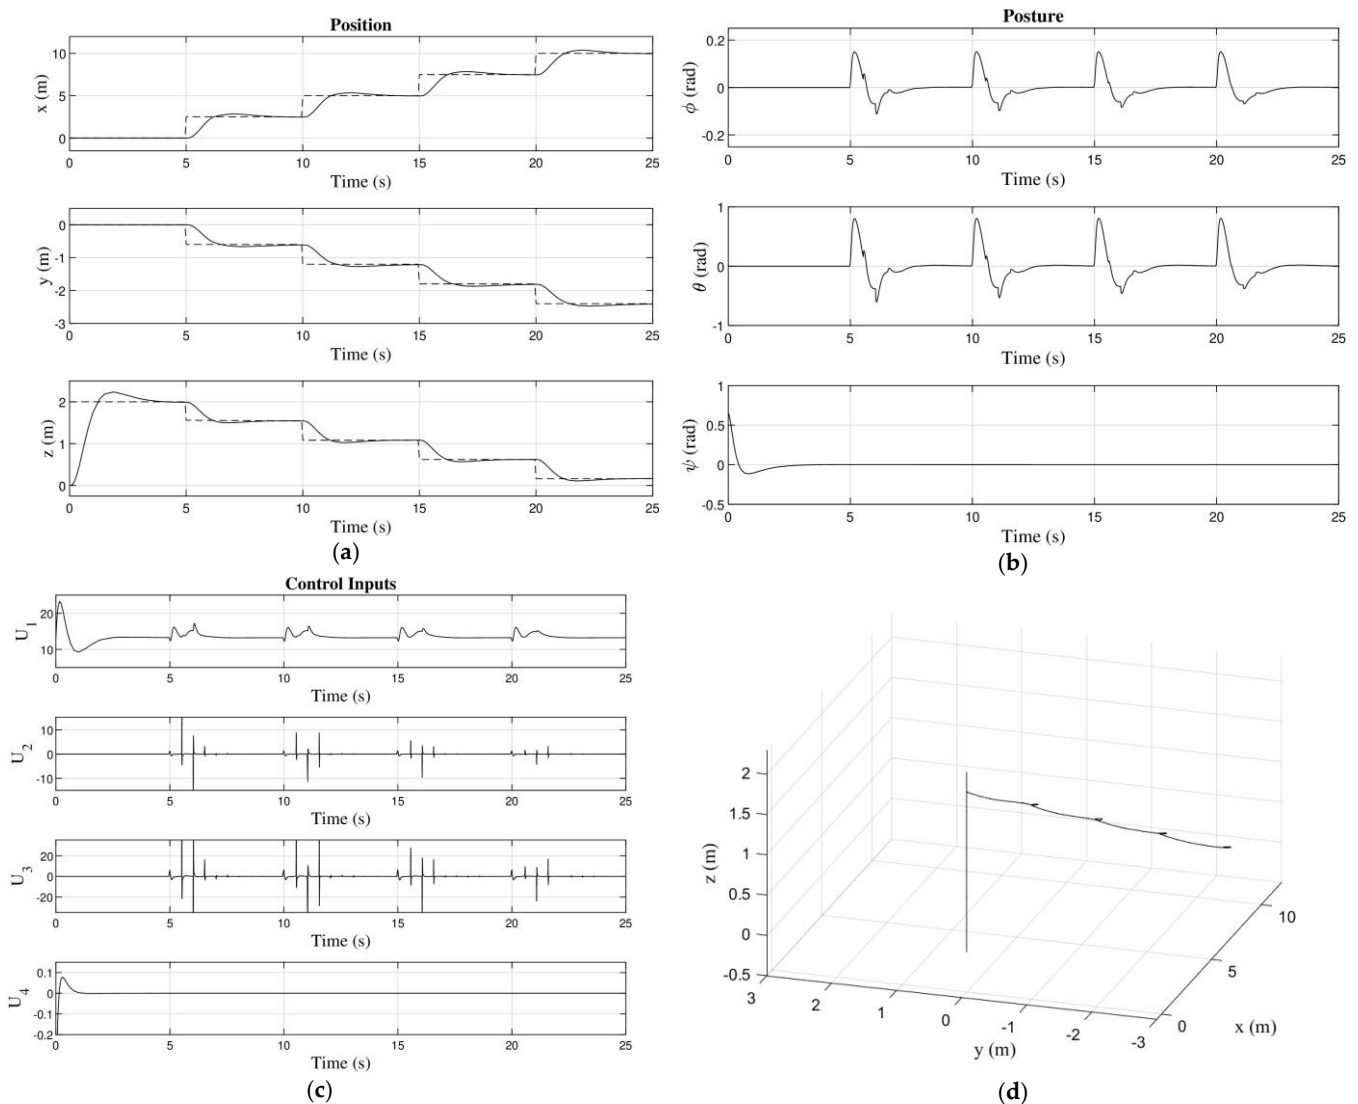 Position
10
5
0
x (m)
0 5 10 15 20 25
Time (s)
0
-1
-2
-3
y (m)
0 5 10 15 20 25
Time (s)
2
1
0
z (m)
0 5 10 15 20 25
Time (s)
(a)
Posture
0.2
0
-0.2
ϕ (rad)
0 5 10 15 20 25
Time (s)
1
0
-1
θ (rad)
0 5 10 15 20 25
Time (s)
1
0.5
0
-0.5
ψ (rad)
0 5 10 15 20 25
Time (s)
(b)
Control Inputs
20
10
U1
0 5 10 15 20 25
Time (s)
10
0
-10
U2
0 5 10 15 20 25
Time (s)
20
0
-20
U3
0 5 10 15 20 25
Time (s)
0.1
0
-0.1
-0.2
U4
0 5 10 15 20 25
Time (s)
(c)
2
1.5
1
0.5
0
-0.5
z (m)
3 2 1 0 -1 -2 -3
y (m)
0 5 10
x (m)
(d)